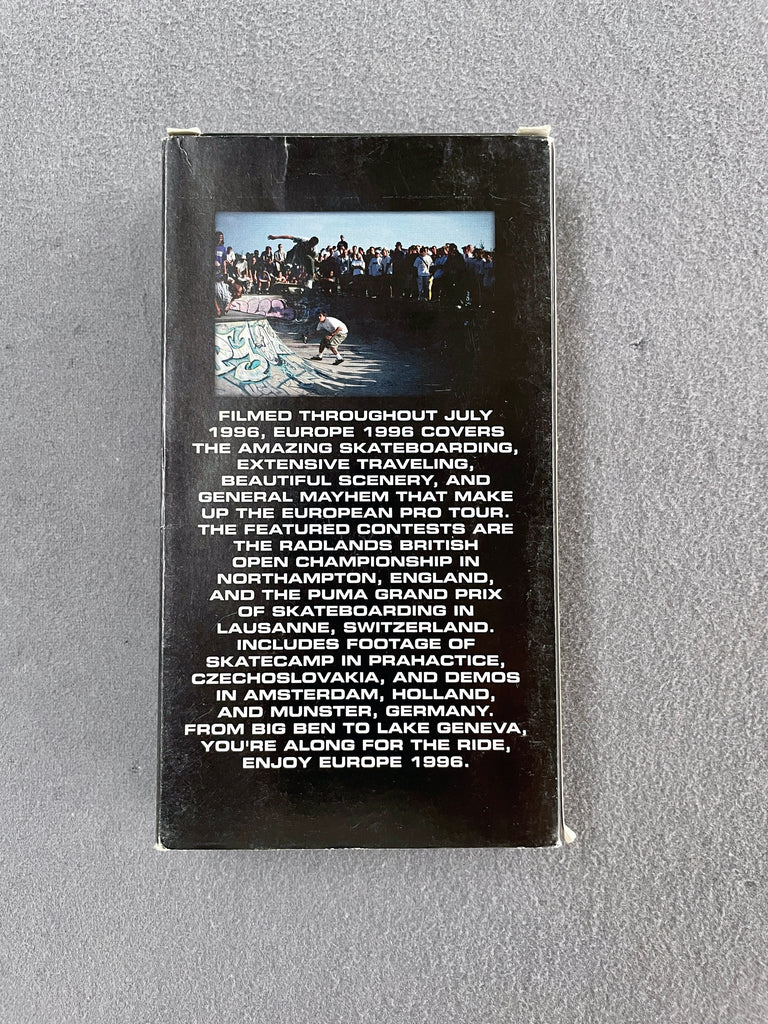 FILMED THROUGHOUT JULY
1996, EUROPE 1996 COVERS
THE AMAZING SKATEBOARDING,
EXTENSIVE TRAVELING,
BEAUTIFUL SCENERY, AND
GENERAL MAYHEM THAT MAKE
UP THE EUROPEAN PRO TOUR.
THE FEATURED CONTESTS ARE
THE RADLANDS BRITISH
OPEN CHAMPIONSHIP IN
NORTHAMPTON, ENGLAND,
AND THE PUMA GRAND PRIX
OF SKATEBOARDING IN
LAUSANNE, SWITZERLAND.
INCLUDES FOOTAGE OF
SKATECAMP IN PRAHACTICE,
CZECHOSLOVAKIA, AND DEMOS
IN AMSTERDAM, HOLLAND,
AND MUNSTER, GERMANY.
FROM BIG BEN TO LAKE GENEVA,
YOU'RE ALONG FOR THE RIDE,
ENJOY EUROPE 1996.